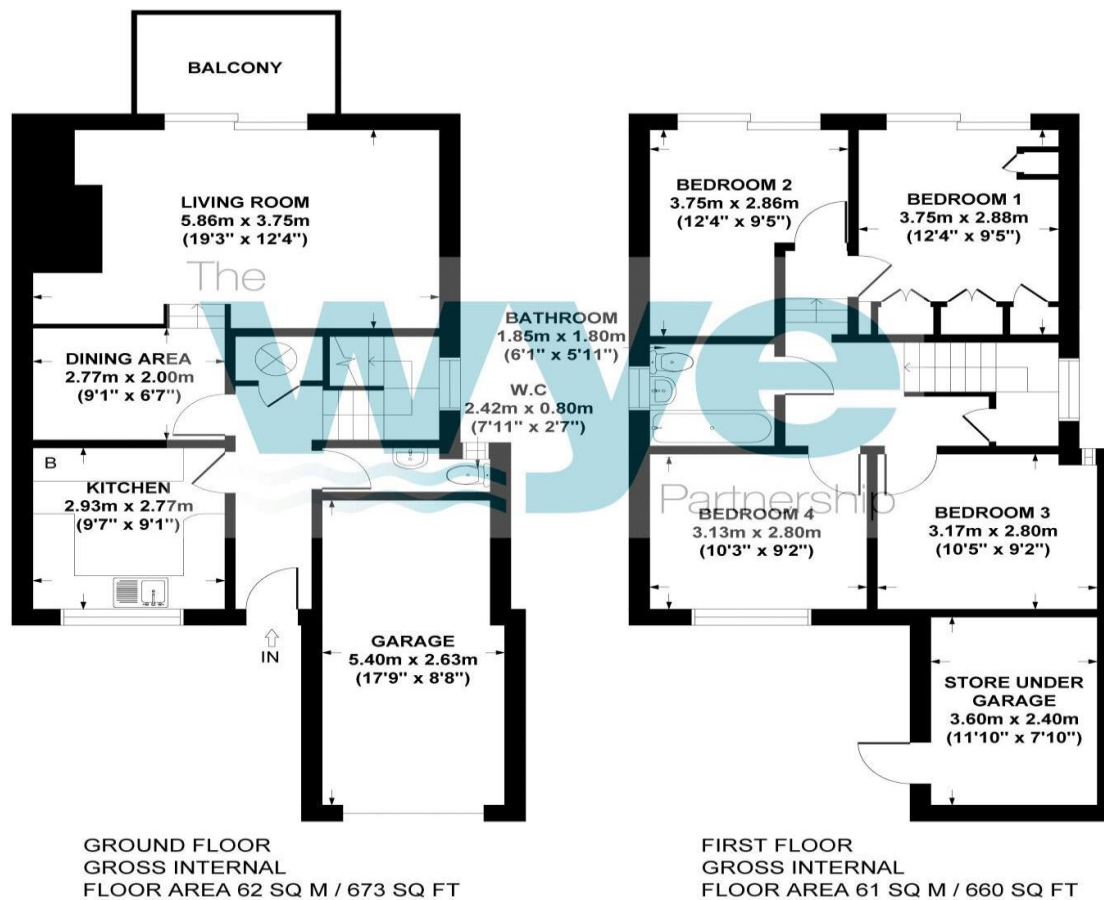 BALCONY
LIVING ROOM
5.86m x 3.75m
(19'3" x 12'4")
DINING AREA
2.77m x 2.00m
(9'1" x 6'7")
B
KITCHEN
2.93m x 2.77m
(9'7" x 9'1")
IN
GARAGE
5.40m x 2.63m
(17'9" x 8'8")
BATHROOM
1.85m x 1.80m
(6'1" x 5'11")
W.C
2.42m x 0.80m
(7'11" x 2'7")
BEDROOM 2
3.75m x 2.86m
(12'4" x 9'5")
BEDROOM 1
3.75m x 2.88m
(12'4" x 9'5")
BEDROOM 4
3.13m x 2.80m
(10'3" x 9'2")
BEDROOM 3
3.17m x 2.80m
(10'5" x 9'2")
STORE UNDER
GARAGE
3.60m x 2.40m
(11'10" x 7'10")
The
wye
Partnership
GROUND FLOOR
GROSS INTERNAL
FLOOR AREA 62 SQ M / 673 SQ FT
FIRST FLOOR
GROSS INTERNAL
FLOOR AREA 61 SQ M / 660 SQ FT